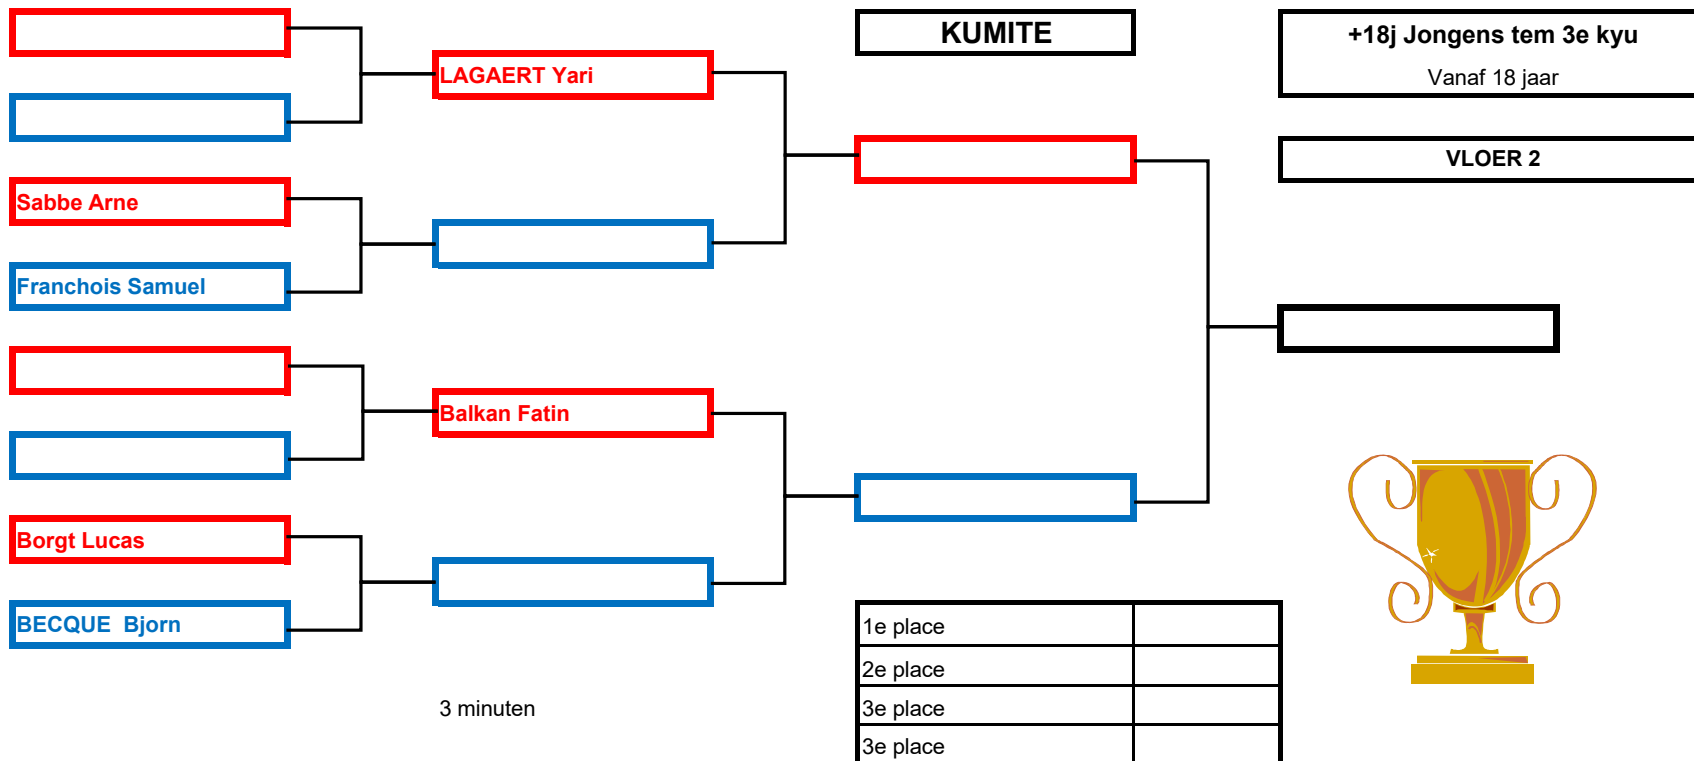 KUMITE
+18j Jongens tem 3e kyu
Vanaf 18 jaar
LAGAERT Yari
VLOER 2
Sabbe Arne
Franchois Samuel
Balkan Fatin
Borgt Lucas
BECQUE  Bjorn
1e place
2e place
3 minuten
3e place
3e place